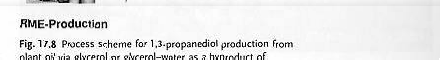 RME-Production
Fig. 17.8 Process scheme for 1,3-propanediol production from
plant oil via glycerol or glycerol–water as a byproduct of